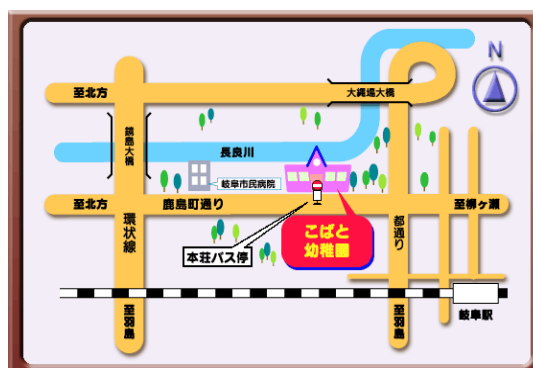 N
至北方
大縄場大橋
鏡島大橋
長良川
岐阜市民病院
至北方
鹿島町通り
至柳ヶ瀬
環状線
こばと
幼稚園
都通り
本荘バス停
至羽島
至羽島
岐阜駅